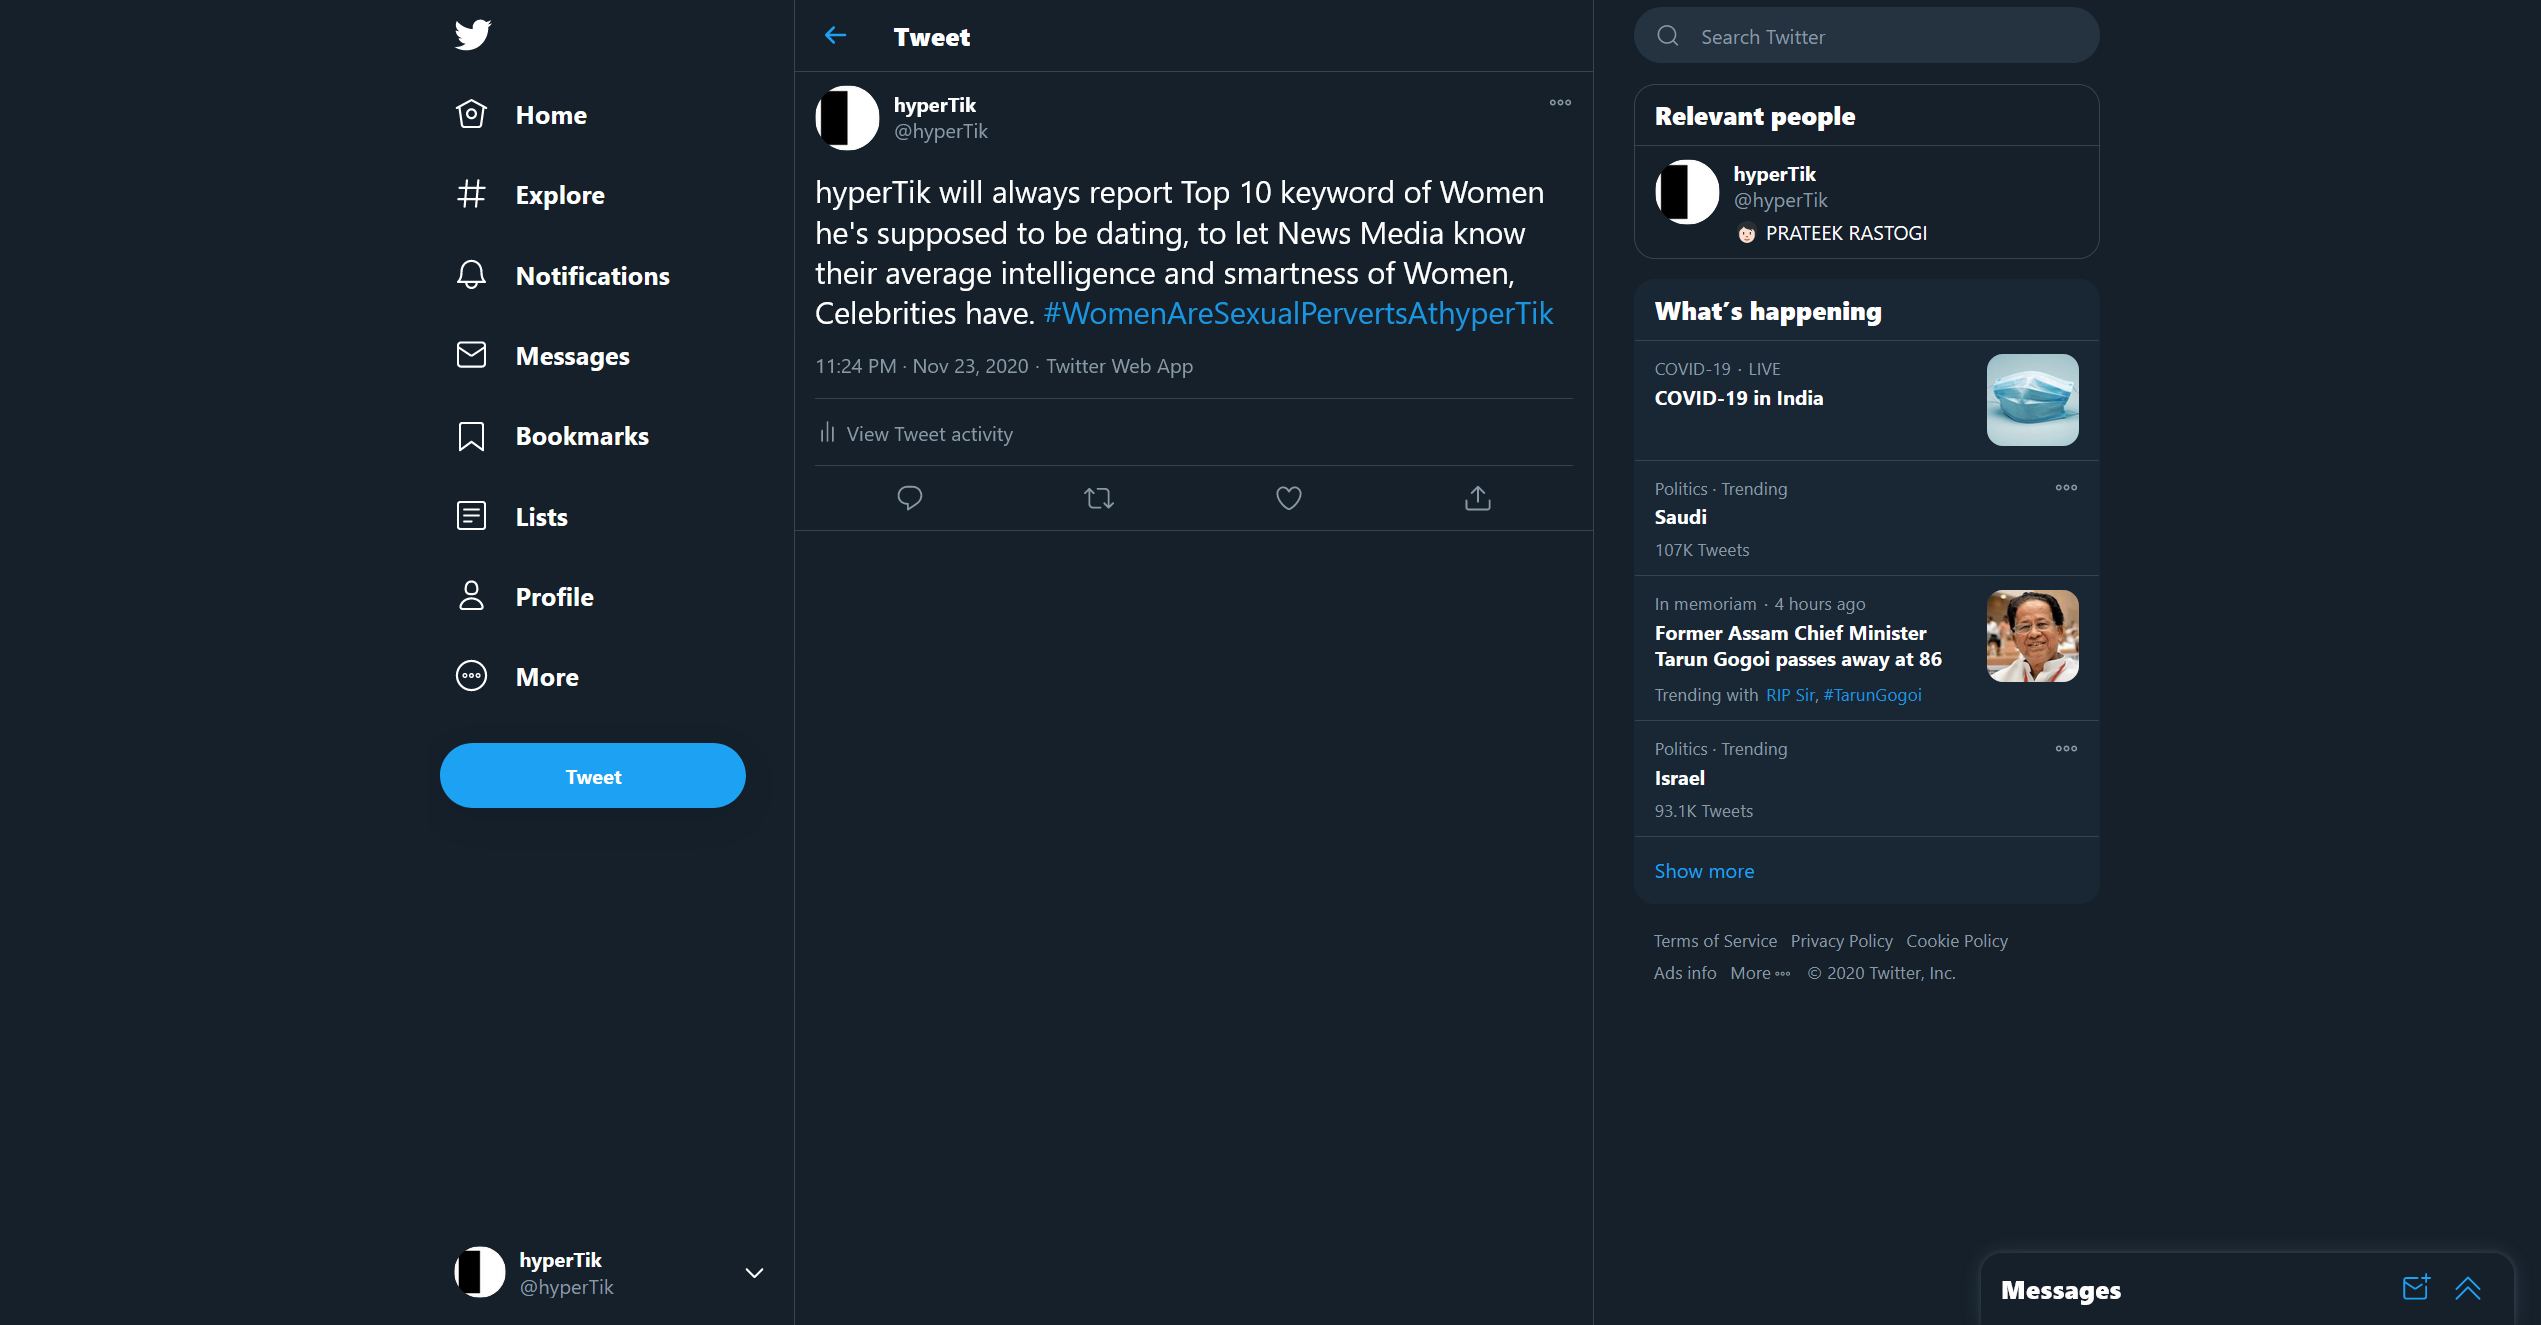 Home
Explore
Notifications
Messages
Bookmarks
Lists
Profile
More
Tweet
hyperTik
@hyperTik
Tweet
hyperTik
@hyperTik
hyperTik will always report Top 10 keyword of Women
he's supposed to be dating, to let News Media know
their average intelligence and smartness of Women,
Celebrities have. #WomenAreSexualPervertsAthyperTik
11:24 PM · Nov 23, 2020 · Twitter Web App
View Tweet activity
Search Twitter
Relevant people
hyperTik
@hyperTik
PRATEEK RASTOGI
What's happening
COVID-19 · LIVE
COVID-19 in India
Politics · Trending
Saudi
107K Tweets
In memoriam · 4 hours ago
Former Assam Chief Minister
Tarun Gogoi passes away at 86
Trending with RIP Sir, #TarunGogoi
Politics · Trending
Israel
93.1K Tweets
Show more
Terms of Service Privacy Policy Cookie Policy
Ads info More © 2020 Twitter, Inc.
Messages